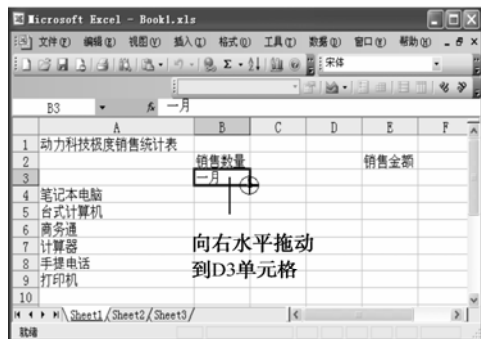 Microsoft Excel - Book1.xls
文件(F) 编辑(E) 视图(V) 插入(I) 格式(O) 工具(T) 数据(D) 窗口(W) 帮助(H)
宋体
B3 fx 一月
A B C D E F
1 动力科技极度销售统计表
2 销售数量 销售金额
3 一月
4 笔记本电脑
5 台式计算机
6 商务通
7 计算器
8 手提电话
9 打印机
10
向右水平拖动
到D3单元格
Sheet1 Sheet2 Sheet3
就绪